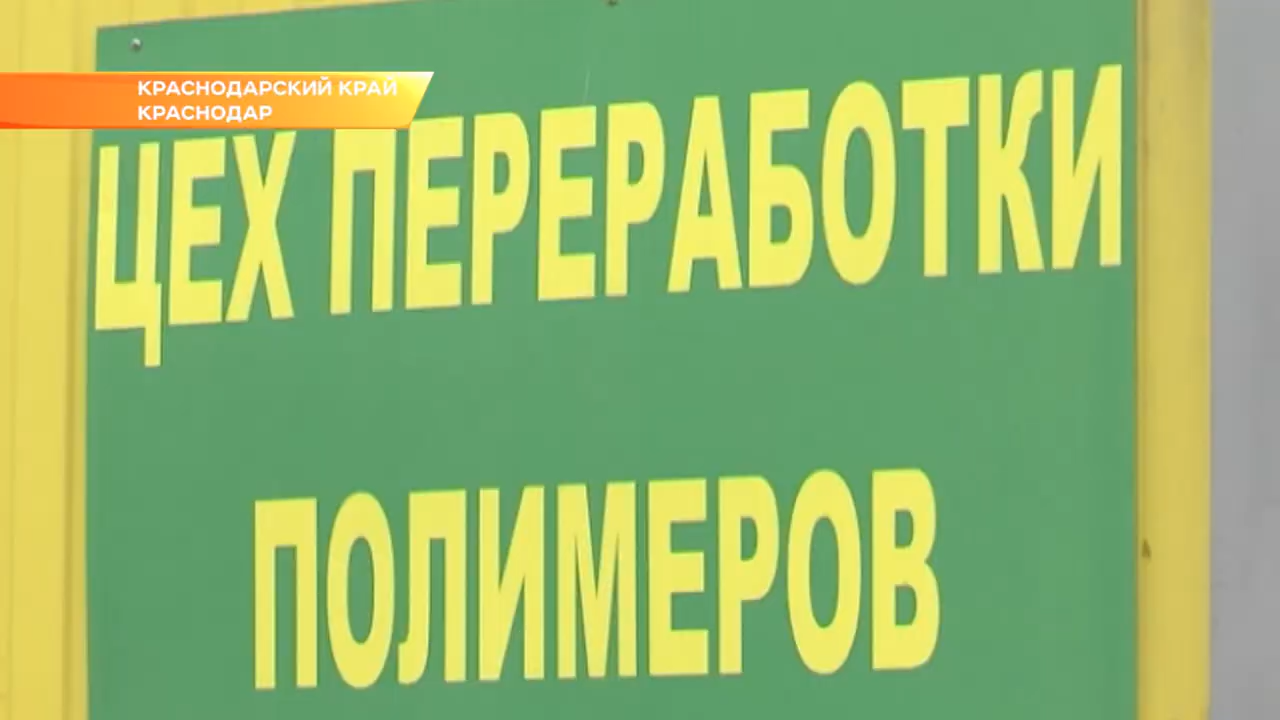 КРАСНОДАРСКИЙ КРАЙ
КРАСНОДАР
ЦЕХ ПЕРЕРАБОТКИ
ПОЛИМЕРОВ